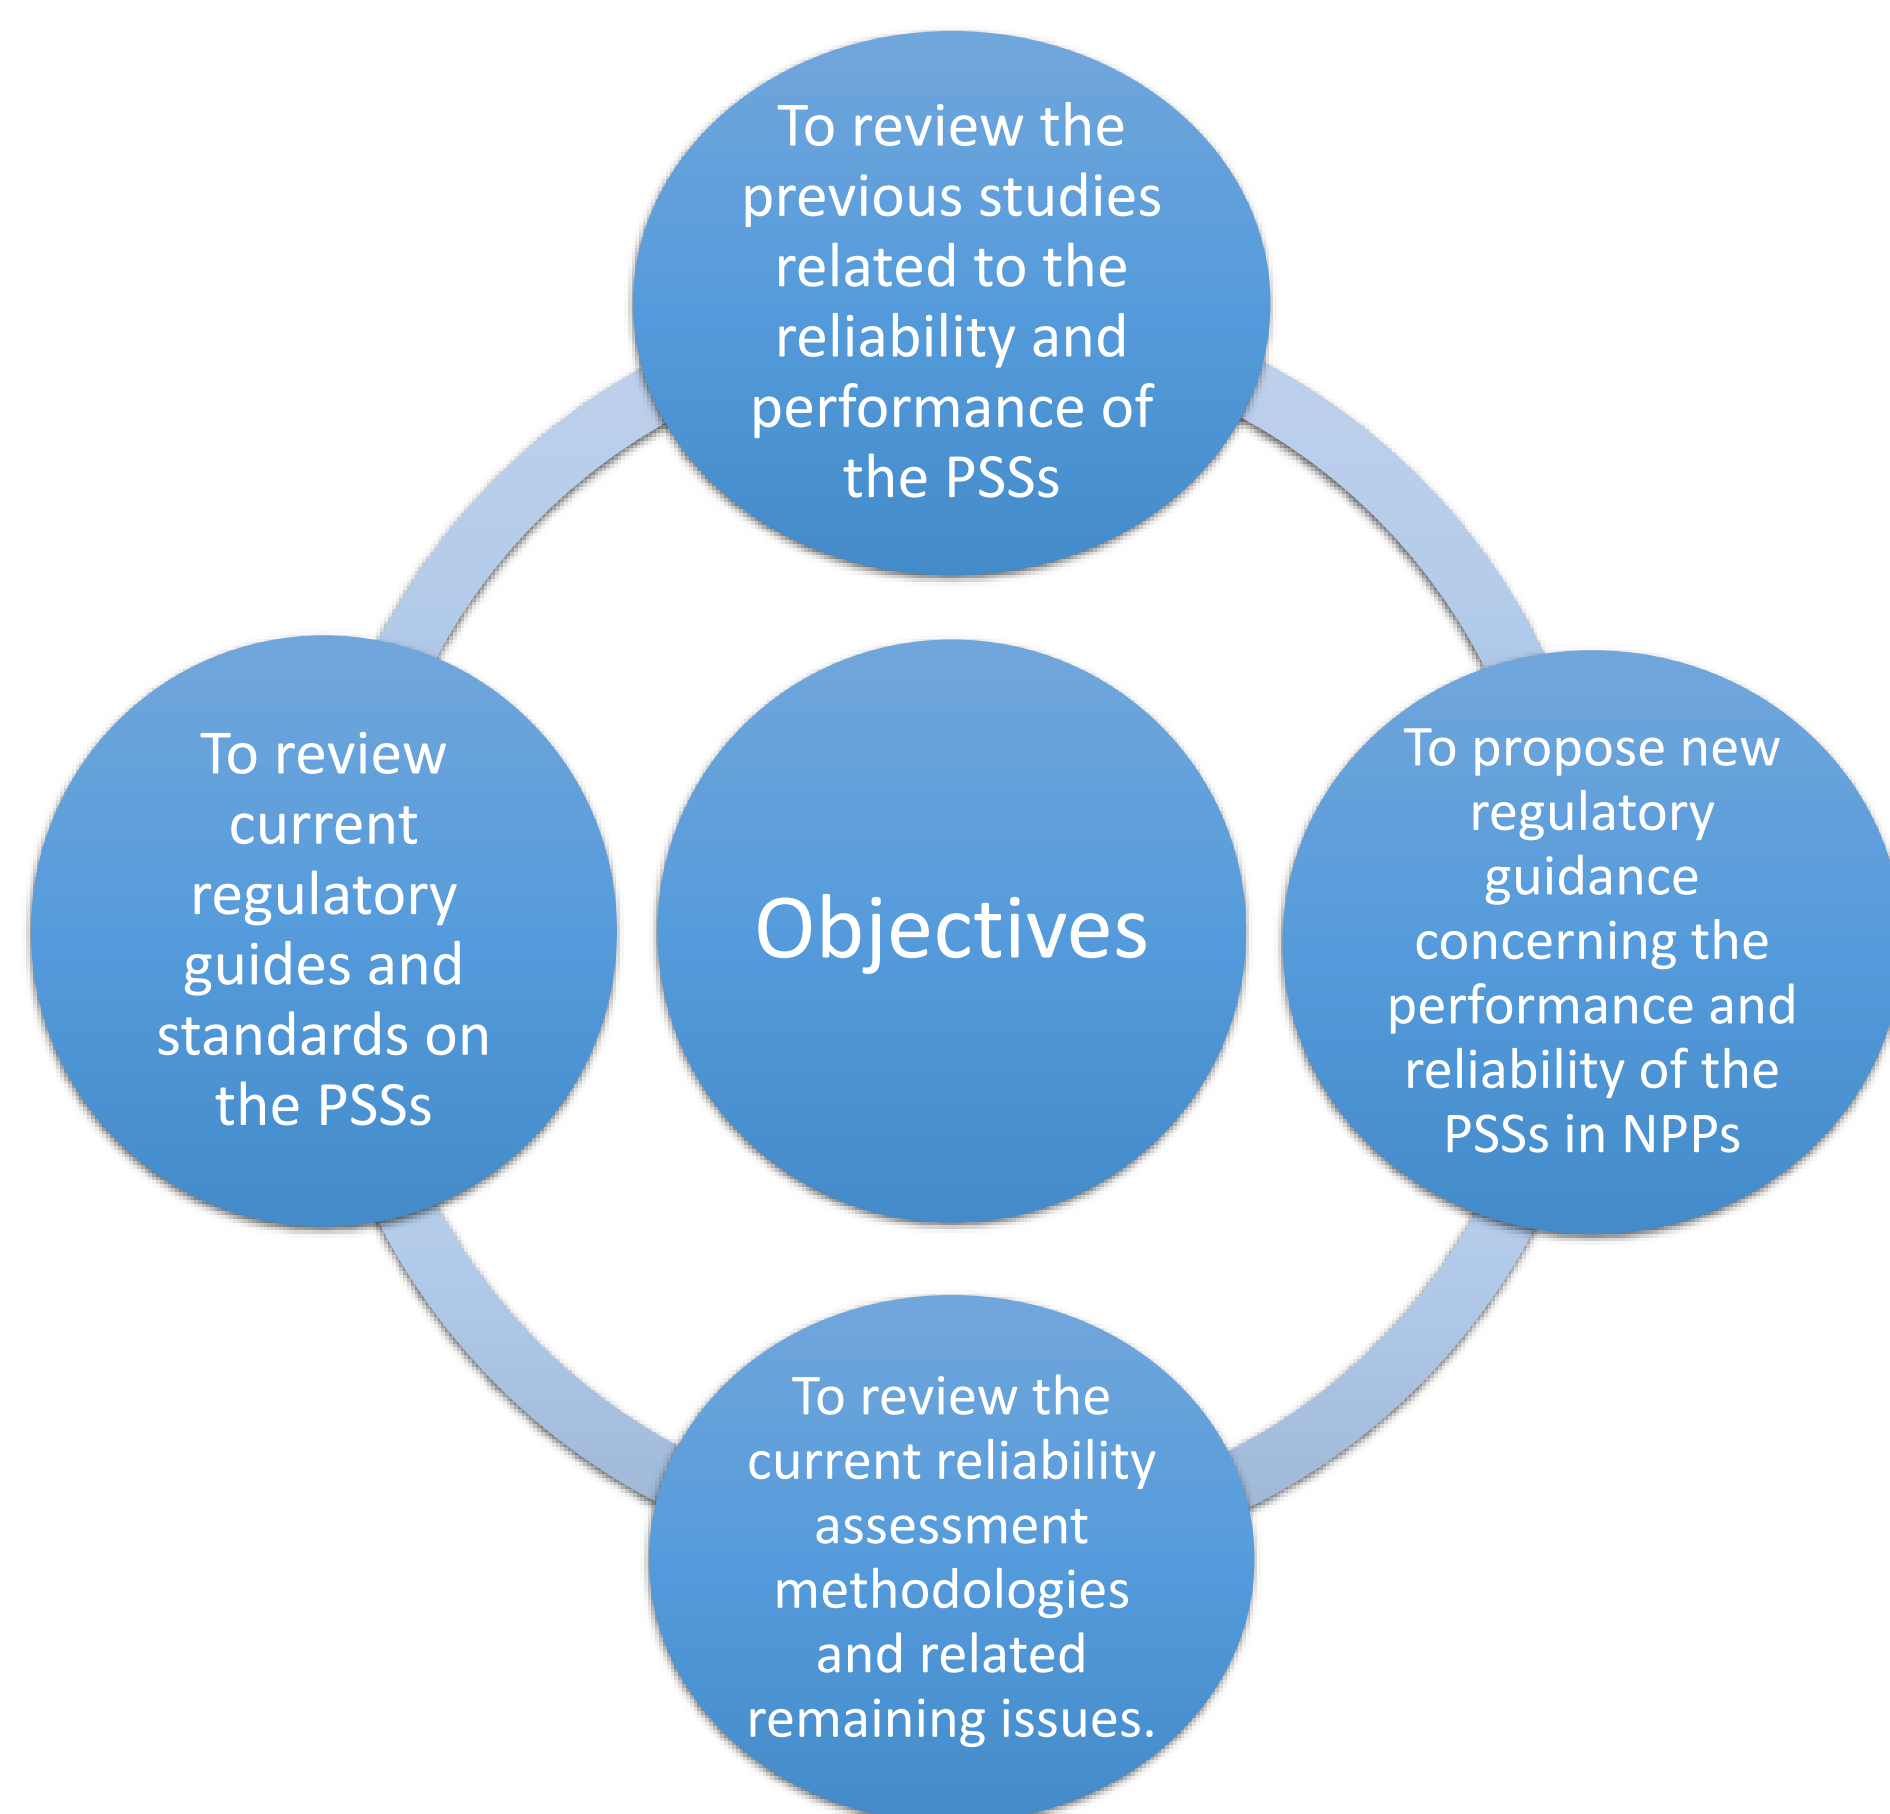 To review the
previous studies
related to the
reliability and
performance of
the PSSs
To review
current
regulatory
guides and
standards on
the PSSs
Objectives
To propose new
regulatory
guidance
concerning the
performance and
reliability of the
PSSs in NPPs
To review the
current reliability
assessment
methodologies
and related
remaining issues.